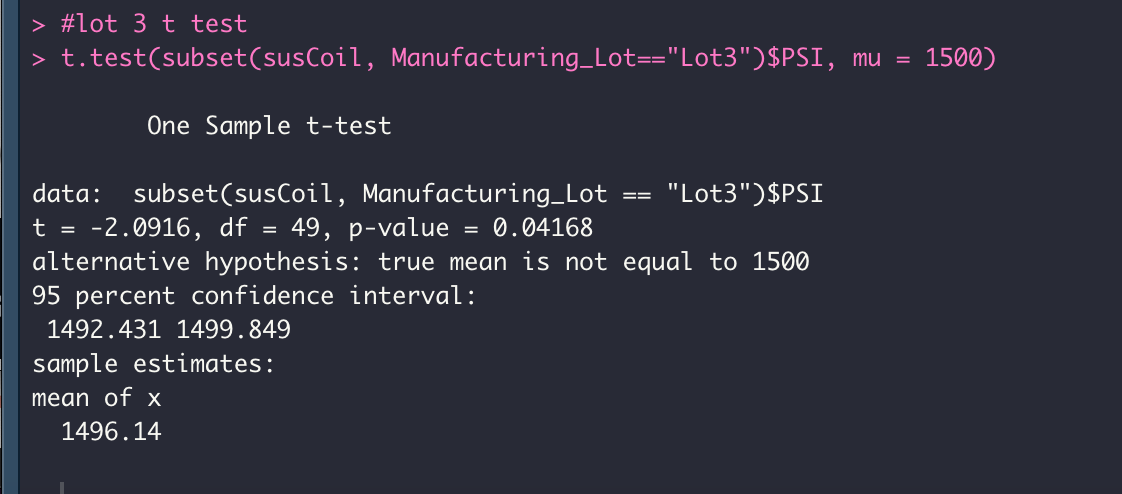 > #lot 3 t test
> t.test(subset(susCoil, Manufacturing_Lot=="Lot3")$PSI, mu = 1500)
One Sample t-test
data:  subset(susCoil, Manufacturing_Lot == "Lot3")$PSI
t = -2.0916, df = 49, p-value = 0.04168
alternative hypothesis: true mean is not equal to 1500
95 percent confidence interval:
1492.431 1499.849
sample estimates:
mean of x
1496.14